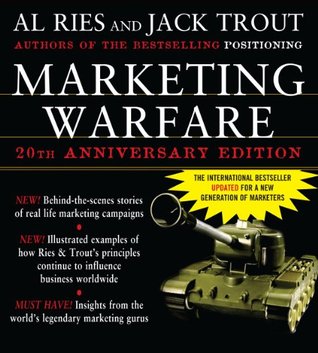 AL RIES AND JACK TROUT
AUTHORS OF THE BESTSELLING POSITIONING
MARKETING
WARFARE
20TH ANNIVERSARY EDITION
THE INTERNATIONAL BESTSELLER
UPDATED FOR A NEW
GENERATION OF MARKETERS
NEW! Behind-the-scenes stories
of real life marketing campaigns
NEW! Illustrated examples of
how Ries & Trout's principles
continue to influence
business worldwide
MUST HAVE! Insights from the
world's legendary marketing gurus